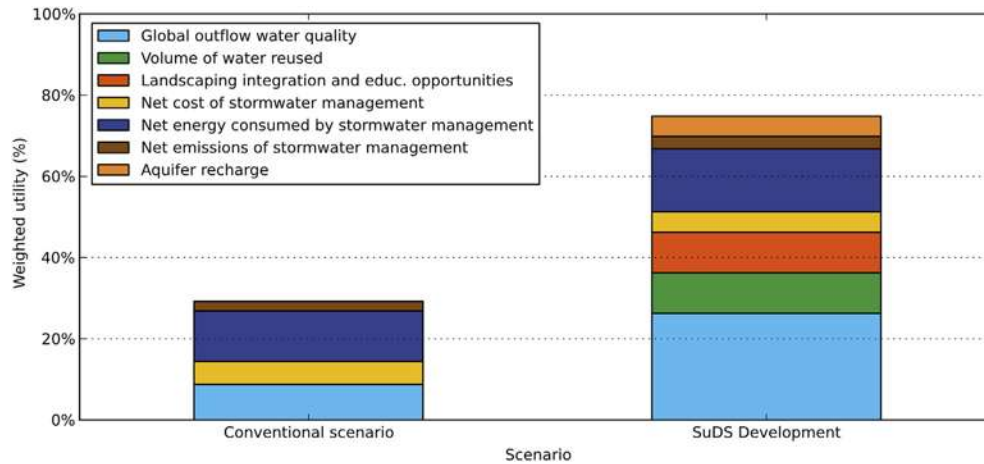 100%
80%
60%
40%
20%
0%
Weighted utility (%)
Global outflow water quality
Volume of water reused
Landscaping integration and educ. opportunities
Net cost of stormwater management
Net energy consumed by stormwater management
Net emissions of stormwater management
Aquifer recharge
Conventional scenario
SuDS Development
Scenario